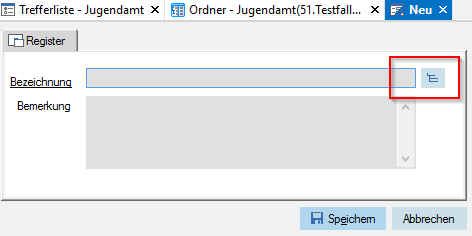 Trefferliste - Jugendamt Ordner - Jugendamt(51.Testfall... Neu
Register
Bezeichnung
Bemerkung
Speichern Abbrechen